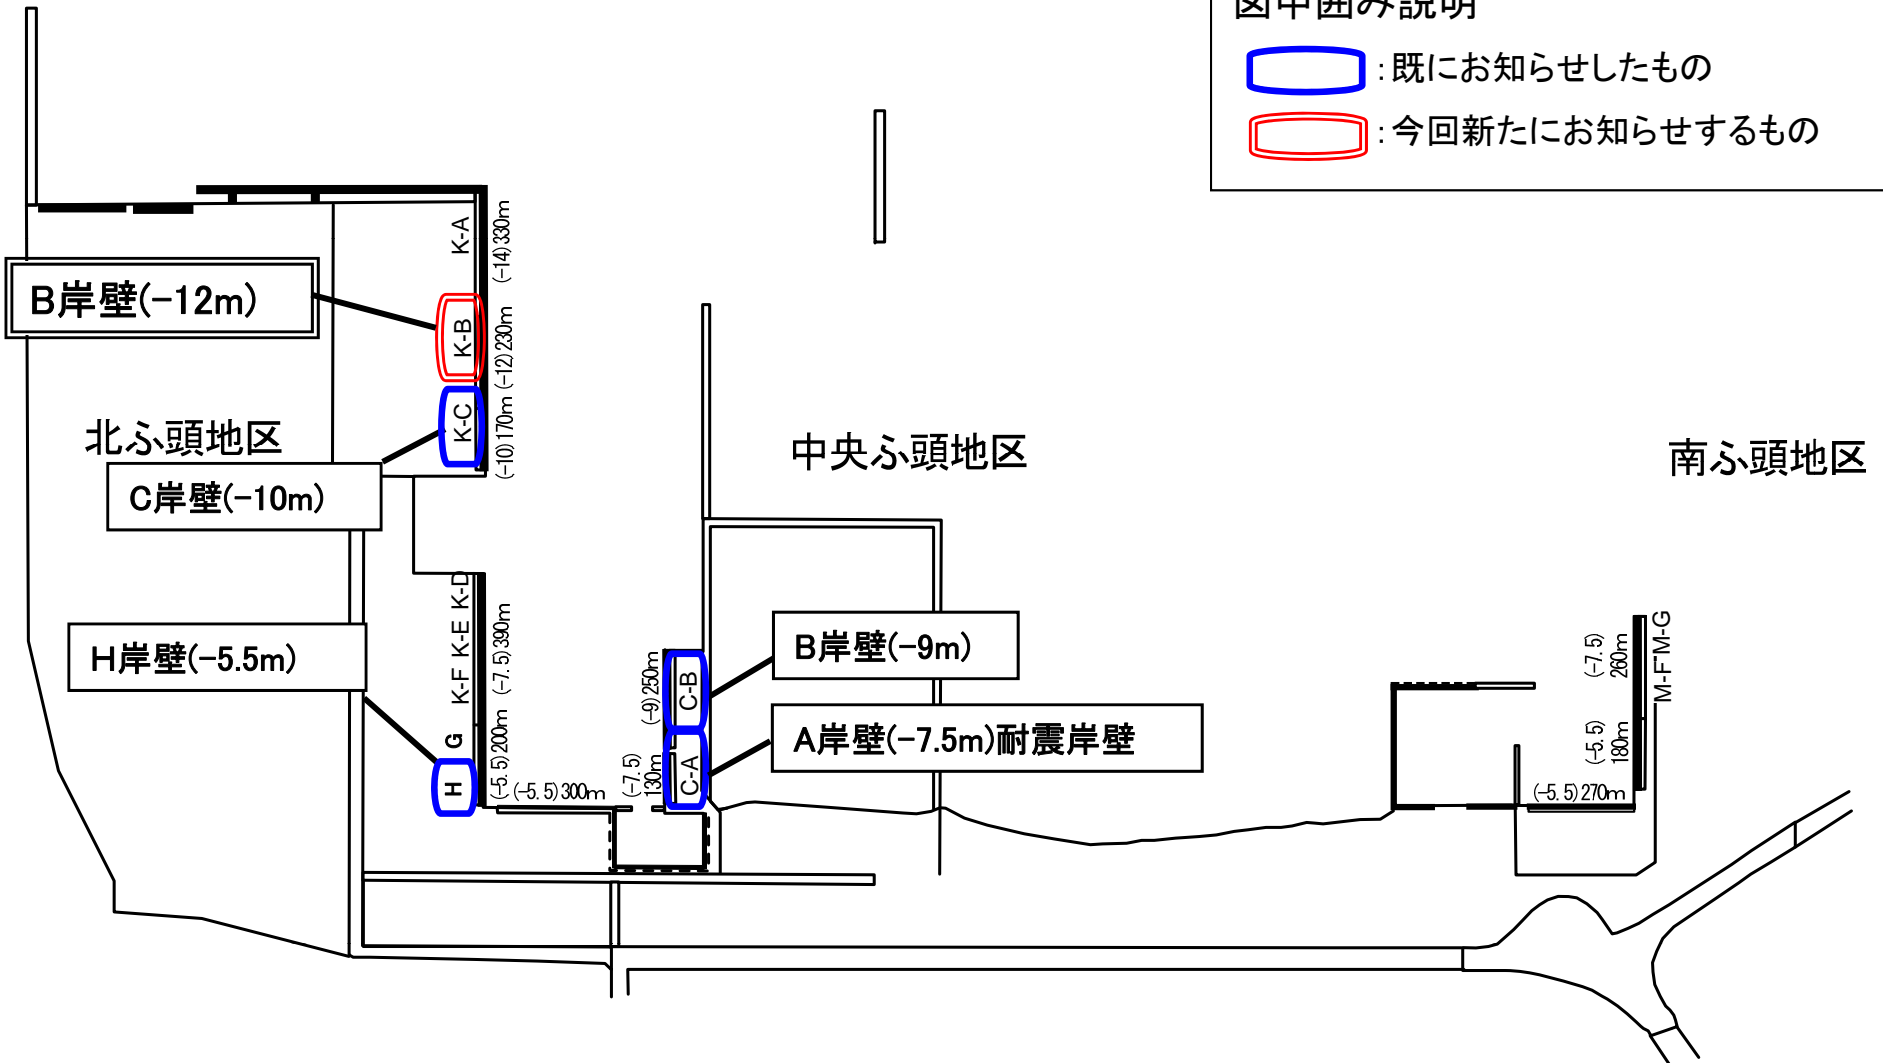 図中囲み説明
：既にお知らせしたもの
：今回新たにお知らせするもの
K-A
(-14)330m
B岸壁(-12m)
K-B
(-12)230m
K-C
(-10)170m
北ふ頭地区
中央ふ頭地区
南ふ頭地区
C岸壁(-10m)
K-D
K-E
K-F
(-7.5)390m
H岸壁(-5.5m)
G
H
(-5.5)200m
(-5.5)300m
B岸壁(-9m)
C-B
(-9)250m
A岸壁(-7.5m)耐震岸壁
C-A
(-7.5)
130m
M-G
M-F
(-7.5)
260m
(-5.5)
180m
(-5.5)270m